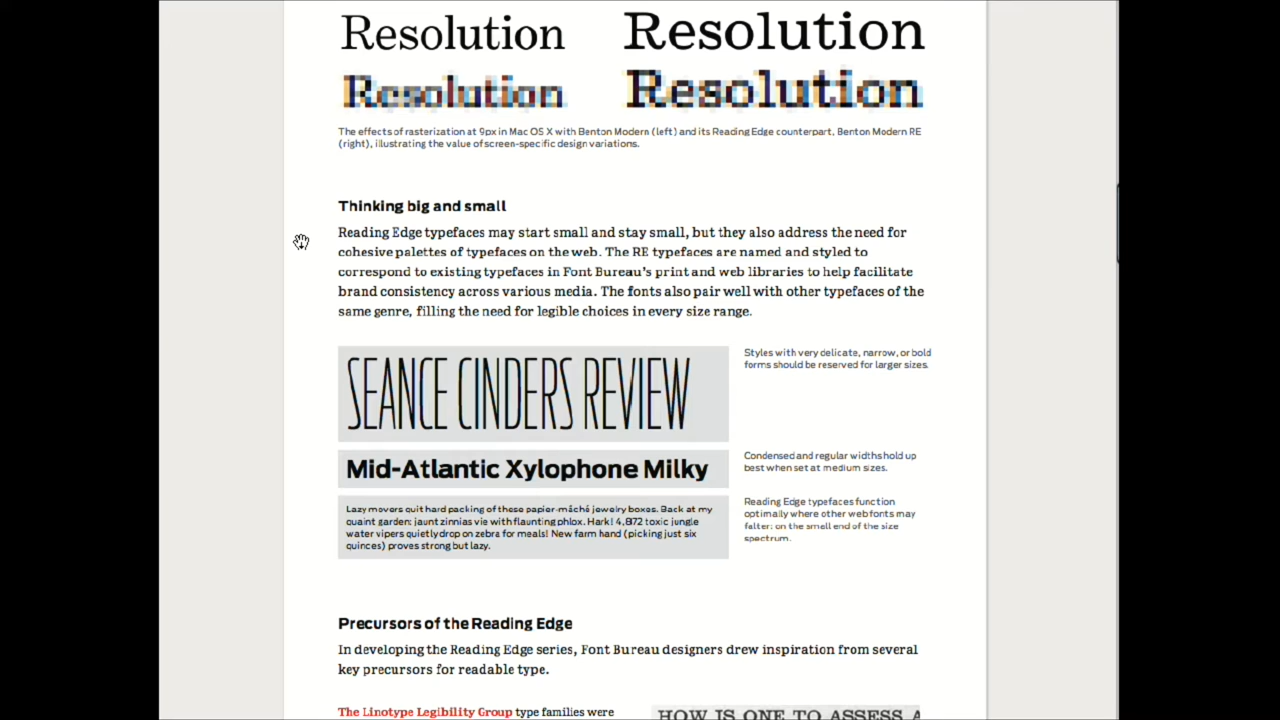 Resolution Resolution
Resolution Resolution
The effects of rasterization at 9px in Mac OS X with Benton Modern (left) and its Reading Edge counterpart, Benton Modern RE
(right), illustrating the value of screen-specific design variations.
Thinking big and small
Reading Edge typefaces may start small and stay small, but they also address the need for
cohesive palettes of typefaces on the web. The RE typefaces are named and styled to
correspond to existing typefaces in Font Bureau's print and web libraries to help facilitate
brand consistency across various media. The fonts also pair well with other typefaces of the
same genre, filling the need for legible choices in every size range.
SEANCE CINDERS REVIEW
Styles with very delicate, narrow, or bold
forms should be reserved for larger sizes.
Mid-Atlantic Xylophone Milky
Condensed and regular widths hold up
best when set at medium sizes.
Lazy movers quit hard packing of these papier-mâché jewelry boxes. Back at my
quaint garden: jaunt zinnias vie with flaunting phlox. Hark! 4,872 toxic jungle
water vipers quietly drop on zebra for meals! New farm hand (picking just six
quinces) proves strong but lazy.
Reading Edge typefaces function
optimally where other web fonts may
falter: on the small end of the size
spectrum.
Precursors of the Reading Edge
In developing the Reading Edge series, Font Bureau designers drew inspiration from several
key precursors for readable type.
The Linotype Legibility Group type families were
HOW IS ONE TO ASSESS A